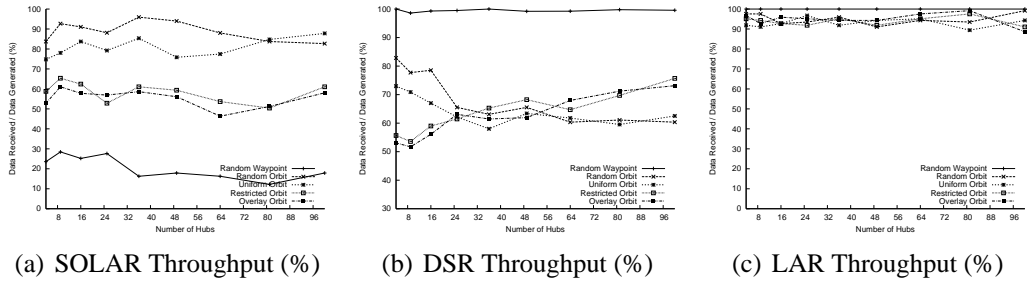 Data Received / Data Generated (%)
100
90
80
70
60
50
40
30
20
10
0
8 16 24 32 40 48 56 64 72 80 88 96
Number of Hubs
Random Waypoint
Random Orbit
Uniform Orbit
Restricted Orbit
Overlay Orbit
(a) SOLAR Throughput (%)
Data Received / Data Generated (%)
100
90
80
70
60
50
40
30
8 16 24 32 40 48 56 64 72 80 88 96
Number of Hubs
Random Waypoint
Random Orbit
Uniform Orbit
Restricted Orbit
Overlay Orbit
(b) DSR Throughput (%)
Data Received / Data Generated (%)
100
90
80
70
60
50
40
30
20
10
0
8 16 24 32 40 48 56 64 72 80 88 96
Number of Hubs
Random Waypoint
Random Orbit
Uniform Orbit
Restricted Orbit
Overlay Orbit
(c) LAR Throughput (%)